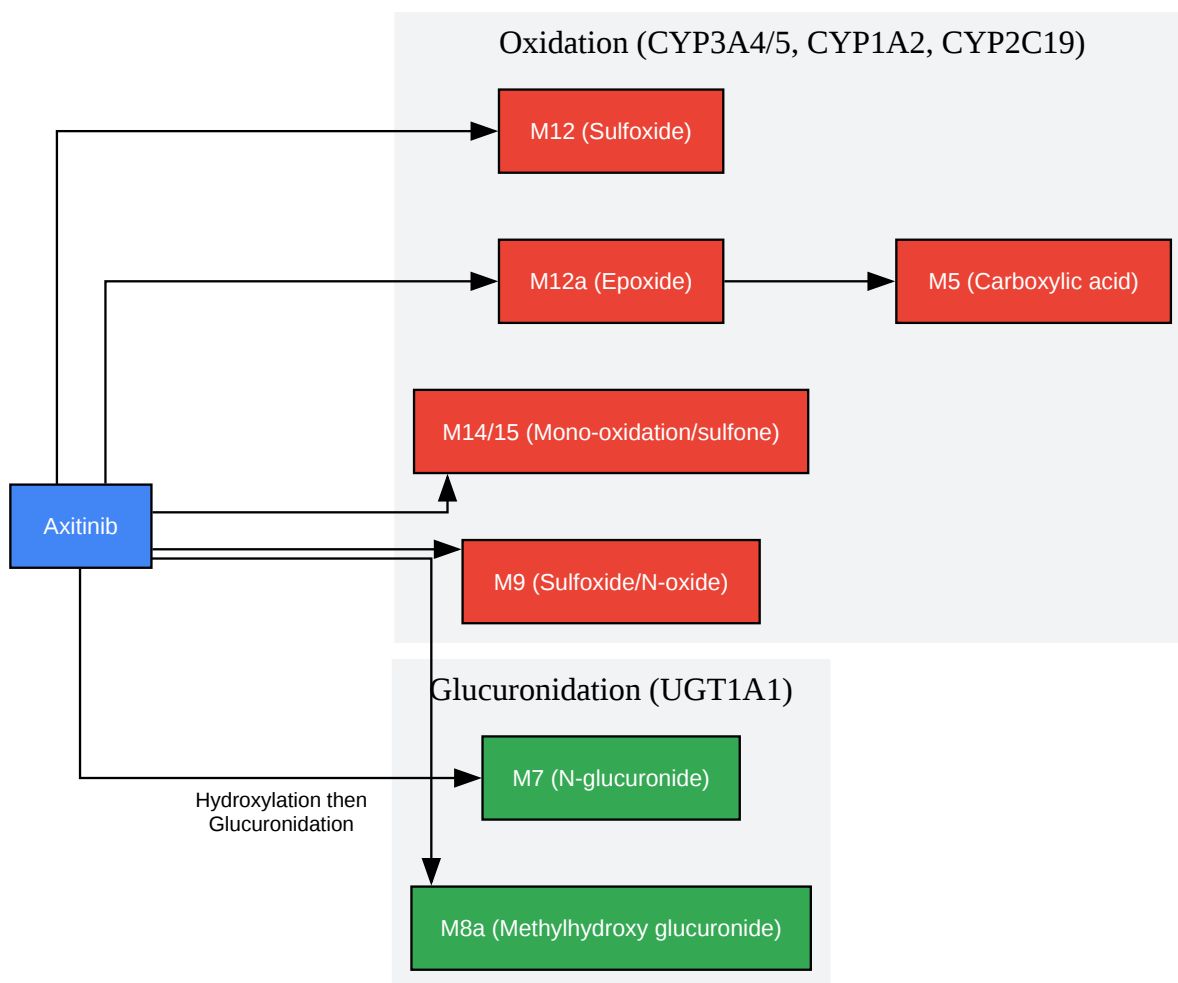 Oxidation (CYP3A4/5, CYP1A2, CYP2C19)
M12 (Sulfoxide)
M12a (Epoxide)
M5 (Carboxylic acid)
M14/15 (Mono-oxidation/sulfone)
Axitinib
M9 (Sulfoxide/N-oxide)
Glucuronidation (UGT1A1)
M7 (N-glucuronide)
Hydroxylation then
Glucuronidation
M8a (Methylhydroxy glucuronide)